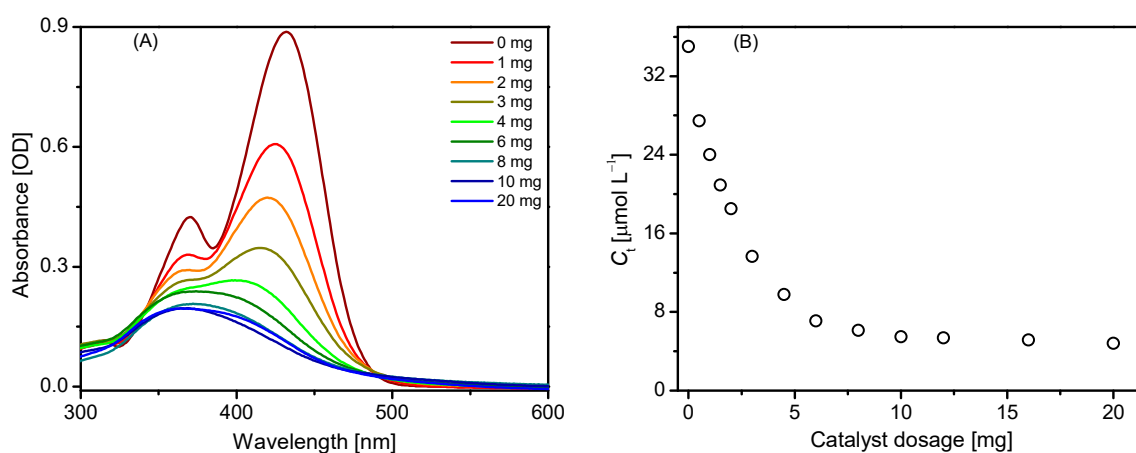 (A)
0.9
0.6
0.3
0.0
Absorbance [OD]
300
400
500
600
Wavelength [nm]
0 mg
1 mg
2 mg
3 mg
4 mg
6 mg
8 mg
10 mg
20 mg
(B)
32
24
16
8
0
Cₜ [μmol L⁻¹]
0
5
10
15
20
Catalyst dosage [mg]